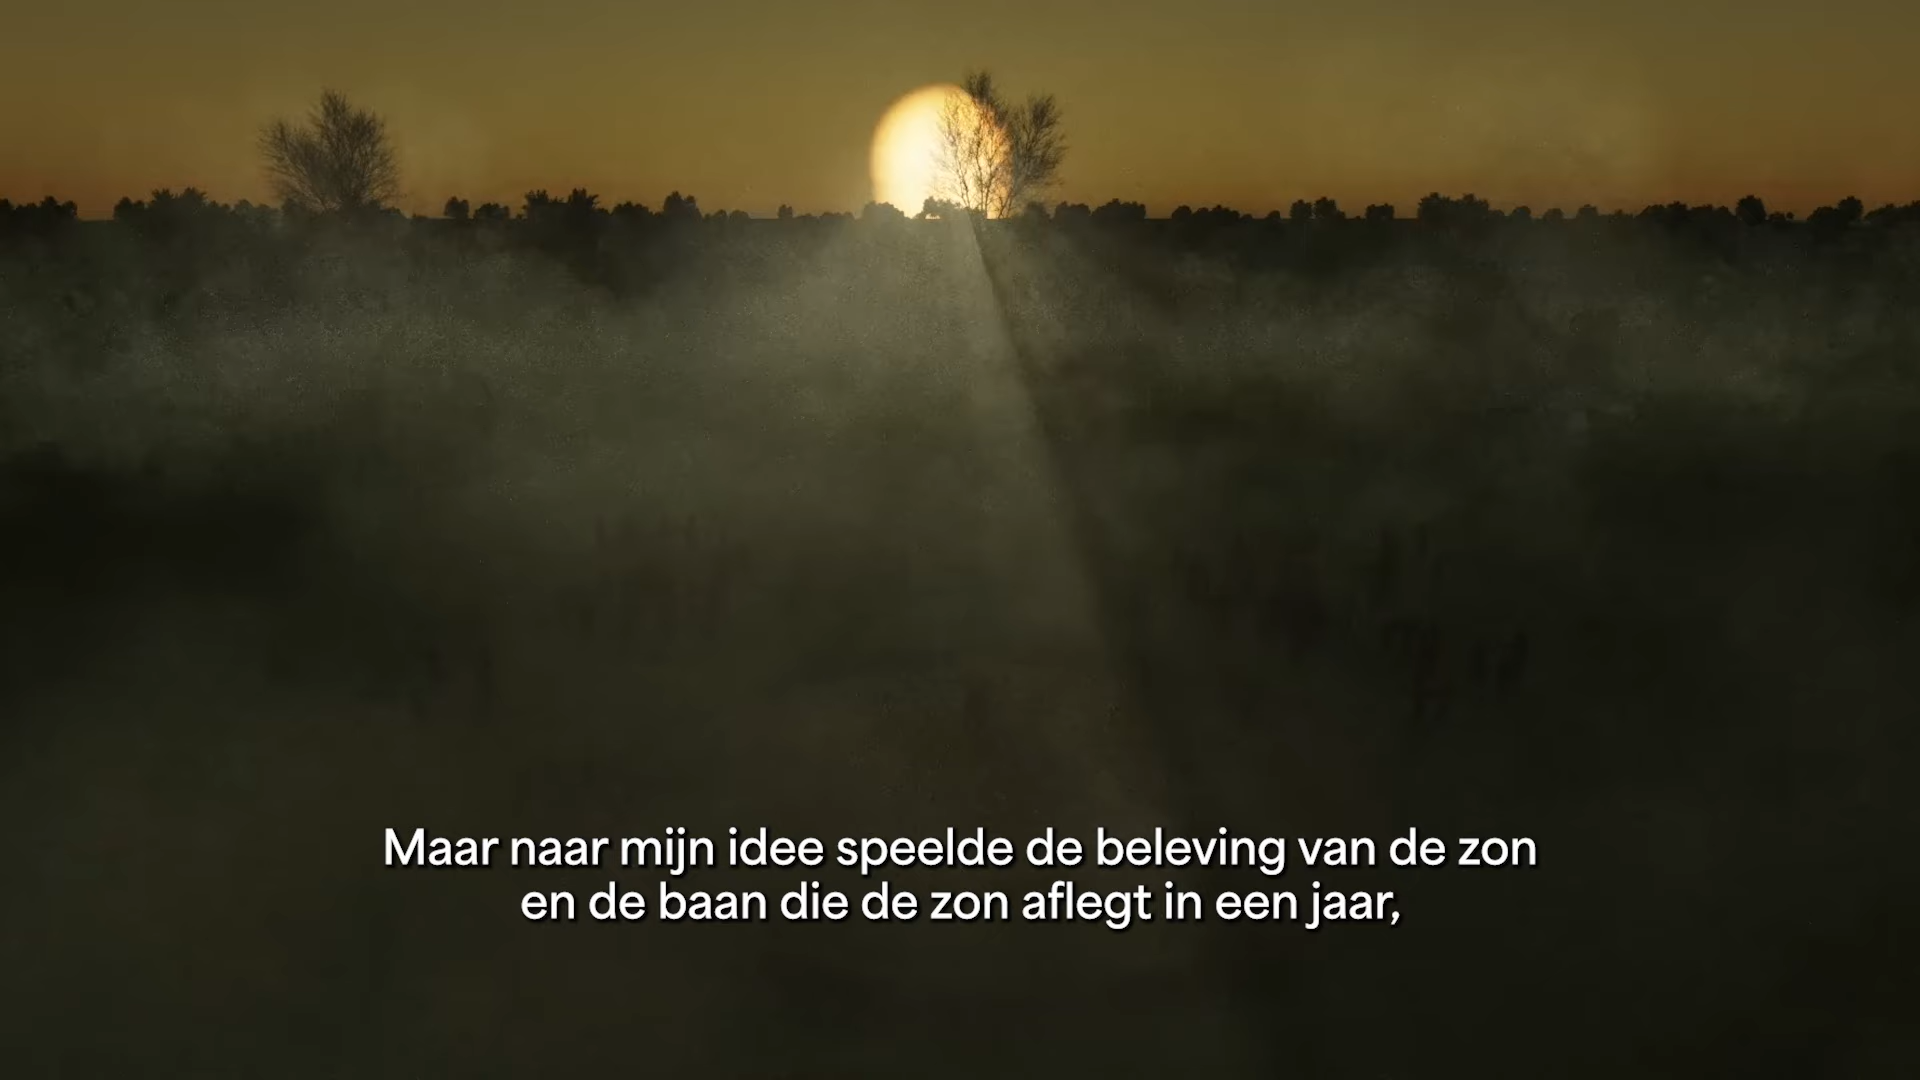 Maar naar mijn idee speelde de beleving van de zon
en de baan die de zon aflegt in een jaar,